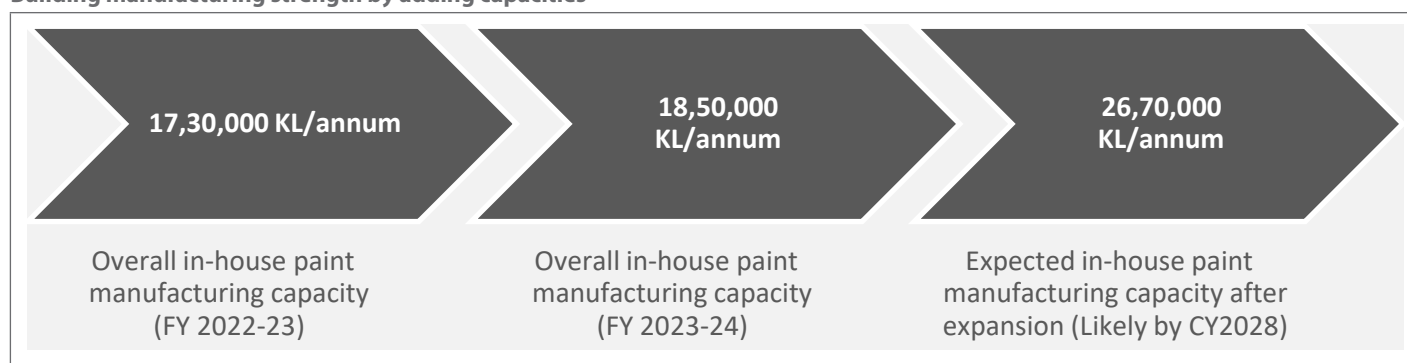 Building manufacturing strength by adding capacities
17,30,000 KL/annum
18,50,000
KL/annum
26,70,000
KL/annum
Overall in-house paint
manufacturing capacity
(FY 2022-23)
Overall in-house paint
manufacturing capacity
(FY 2023-24)
Expected in-house paint
manufacturing capacity after
expansion (Likely by CY2028)